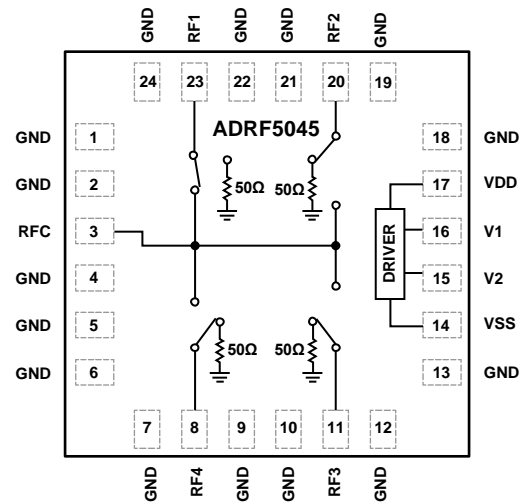 GND
RF1
GND
GND
RF2
GND
24
23
22
21
20
19
ADRF5045
GND 1
GND 2
RFC 3
GND 4
GND 5
GND 6
18 GND
17 VDD
16 V1
15 V2
14 VSS
13 GND
DRIVER
50Ω
50Ω
50Ω
50Ω
7
8
9
10
11
12
GND
RF4
GND
GND
RF3
GND